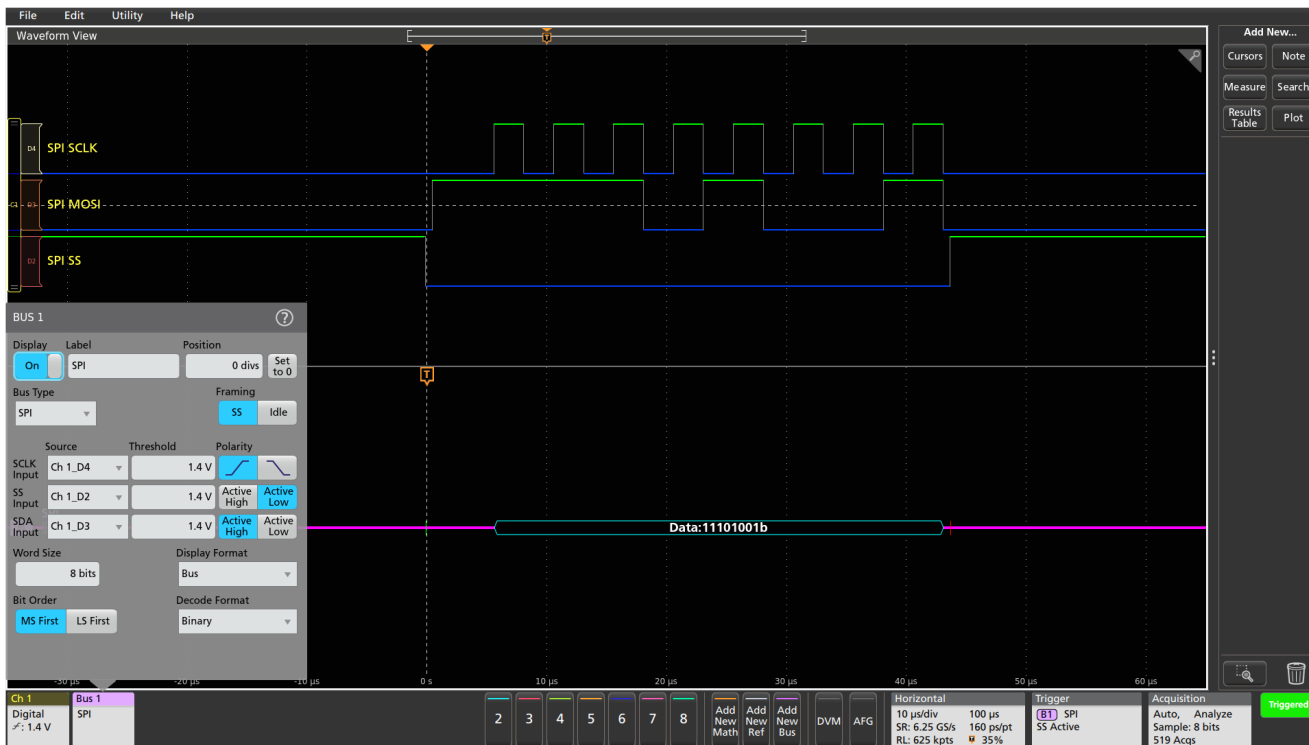 File Edit Utility Help
Waveform View
Add New...
Cursors Note
Measure Search
Results Table Plot
D4 SPI SCLK
C1 D3 SPI MOSI
D2 SPI SS
T
T
BUS 1 ?
Display Label Position
On SPI 0 divs Set to 0
Bus Type Framing
SPI SS Idle
Source Threshold Polarity
SCLK Input Ch 1_D4 1.4 V
SS Input Ch 1_D2 1.4 V Active High Active Low
SDA Input Ch 1_D3 1.4 V Active High Active Low
Data:11101001b
Word Size Display Format
8 bits Bus
Bit Order Decode Format
MS First LS First Binary
-30 µs -20 µs -10 µs 0 s 10 µs 20 µs 30 µs 40 µs 50 µs 60 µs
Ch 1
Digital
: 1.4 V
Bus 1
SPI
2 3 4 5 6 7 8
Add New Math
Add New Ref
Add New Bus
DVM AFG
Horizontal
10 µs/div 100 µs
SR: 6.25 GS/s 160 ps/pt
RL: 625 kpts 35%
Trigger
B1 SPI
SS Active
Acquisition
Auto, Analyze
Sample: 8 bits
519 Acqs
Triggered